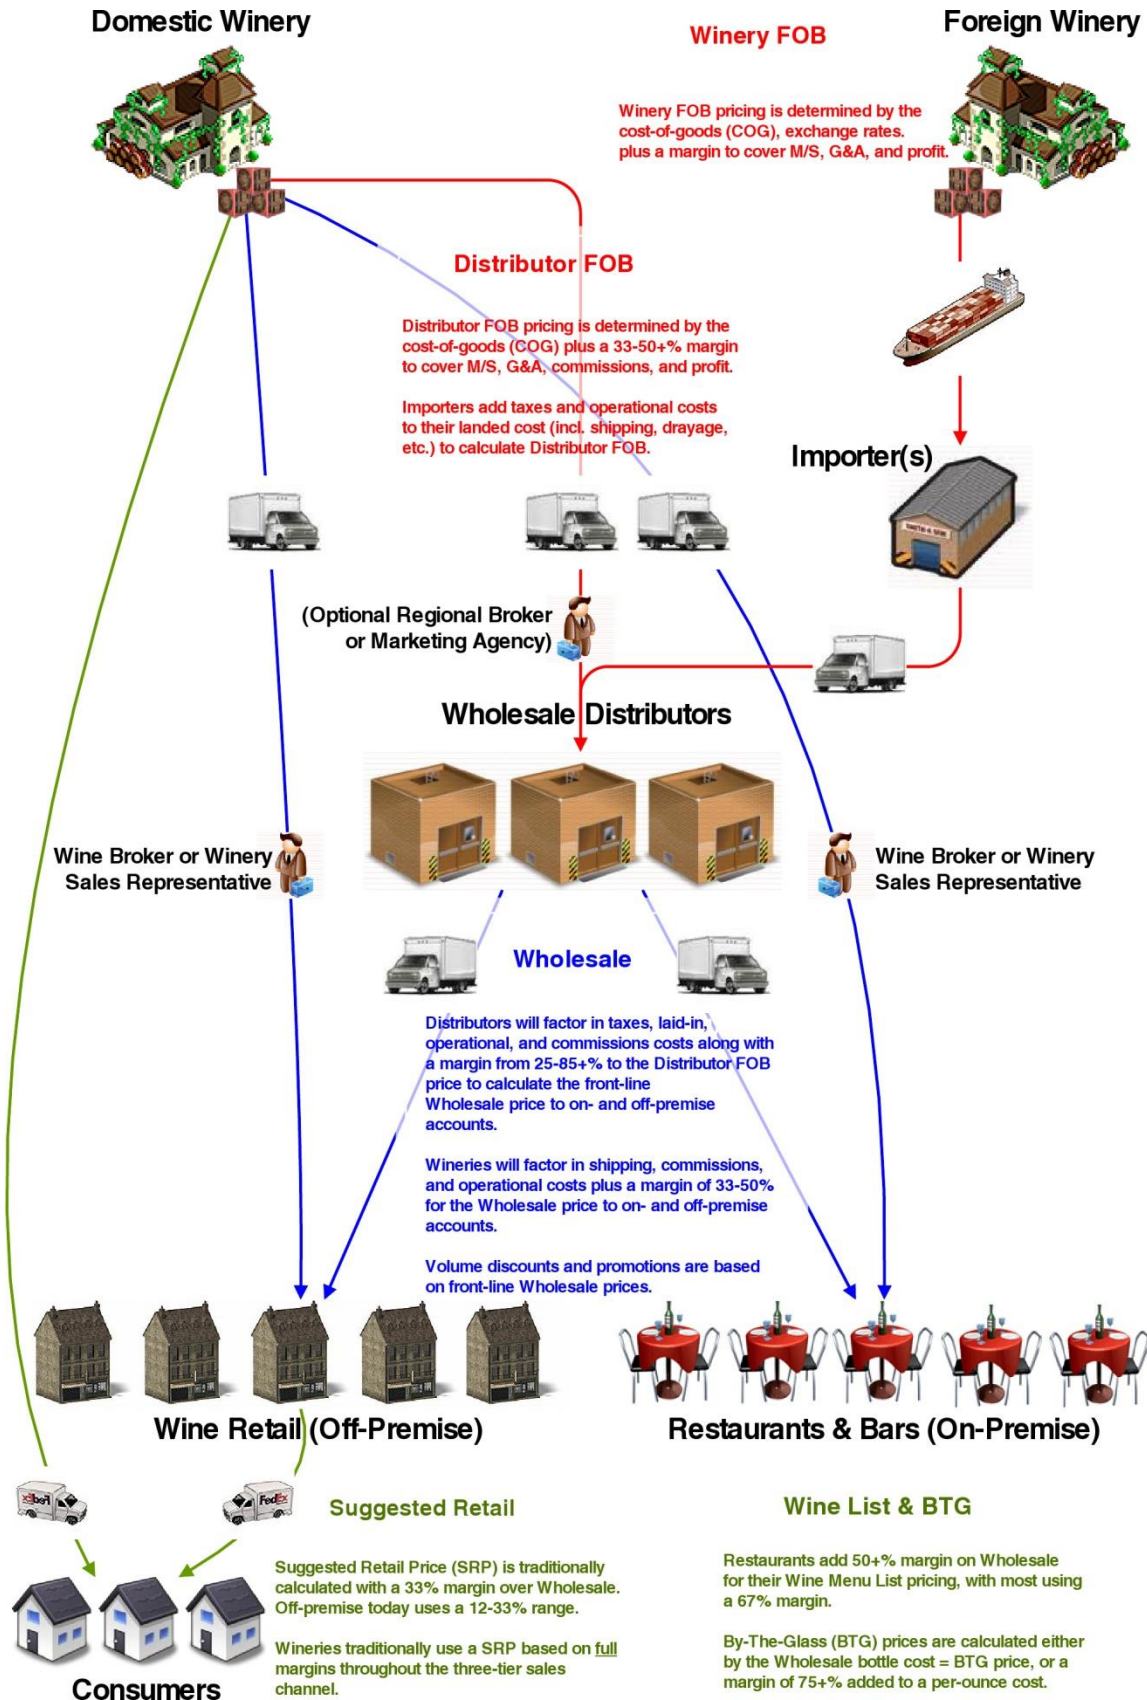 Domestic Winery
Winery FOB
Foreign Winery
Winery FOB pricing is determined by the
cost-of-goods (COG), exchange rates.
plus a margin to cover M/S, G&A, and profit.
Distributor FOB
Distributor FOB pricing is determined by the
cost-of-goods (COG) plus a 33-50+% margin
to cover M/S, G&A, commissions, and profit.
Importers add taxes and operational costs
to their landed cost (incl. shipping, drayage,
etc.) to calculate Distributor FOB.
Importer(s)
(Optional Regional Broker
or Marketing Agency)
Wholesale Distributors
Wine Broker or Winery
Sales Representative
Wine Broker or Winery
Sales Representative
Wholesale
Distributors will factor in taxes, laid-in,
operational, and commissions costs along with
a margin from 25-85+% to the Distributor FOB
price to calculate the front-line
Wholesale price to on- and off-premise
accounts.
Wineries will factor in shipping, commissions,
and operational costs plus a margin of 33-50%
for the Wholesale price to on- and off-premise
accounts.
Volume discounts and promotions are based
on front-line Wholesale prices.
Wine Retail (Off-Premise)
Restaurants & Bars (On-Premise)
FedEx
FedEx
Suggested Retail
Suggested Retail Price (SRP) is traditionally
calculated with a 33% margin over Wholesale.
Off-premise today uses a 12-33% range.
Wineries traditionally use a SRP based on full
margins throughout the three-tier sales
channel.
Consumers
Wine List & BTG
Restaurants add 50+% margin on Wholesale
for their Wine Menu List pricing, with most using
a 67% margin.
By-The-Glass (BTG) prices are calculated either
by the Wholesale bottle cost = BTG price, or a
margin of 75+% added to a per-ounce cost.